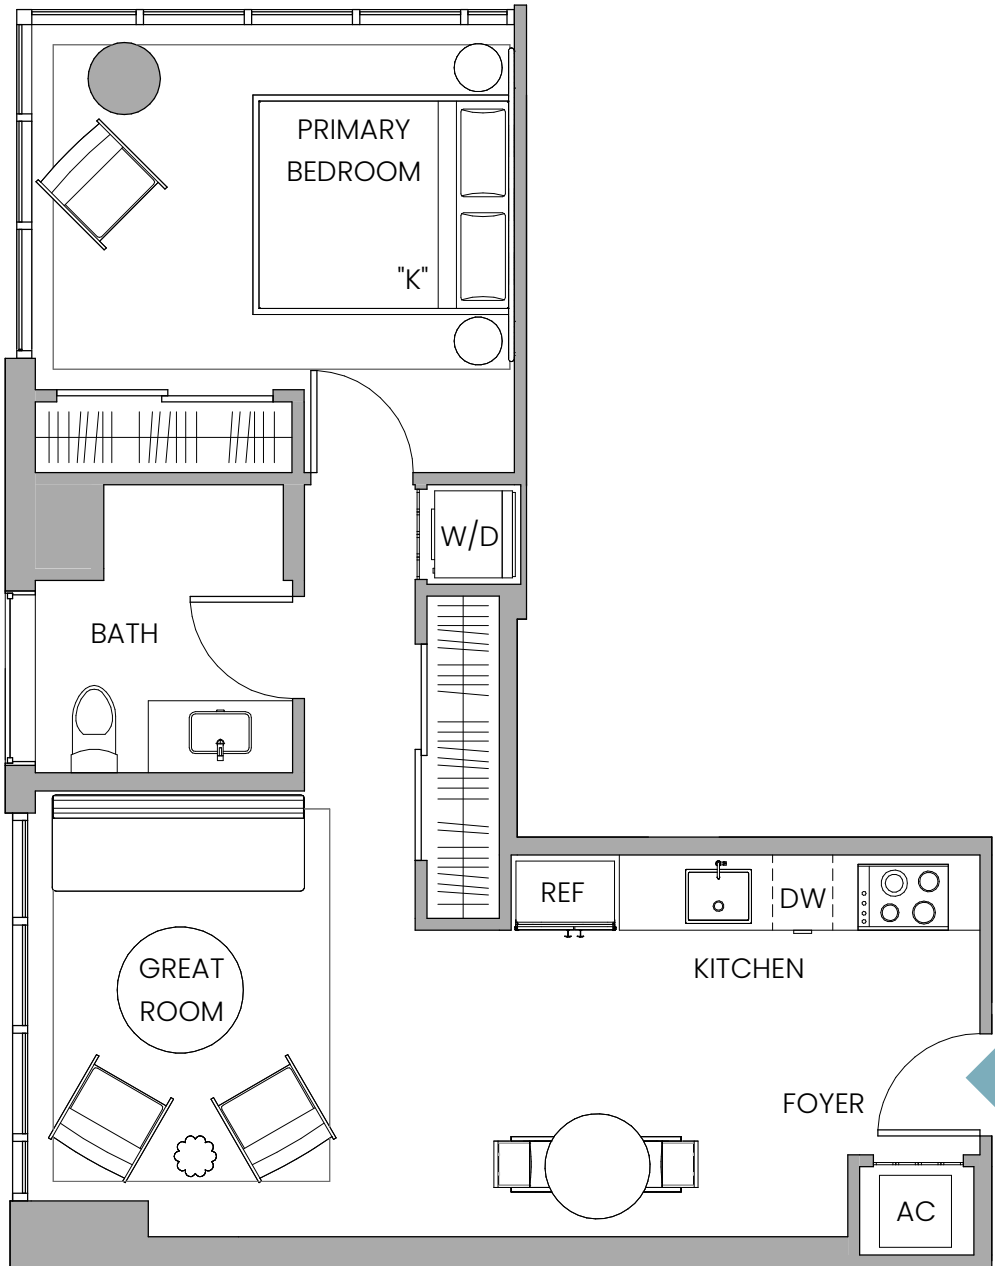 PRIMARY
BEDROOM
"K"
W/D
BATH
REF
DW
KITCHEN
GREAT
ROOM
FOYER
AC